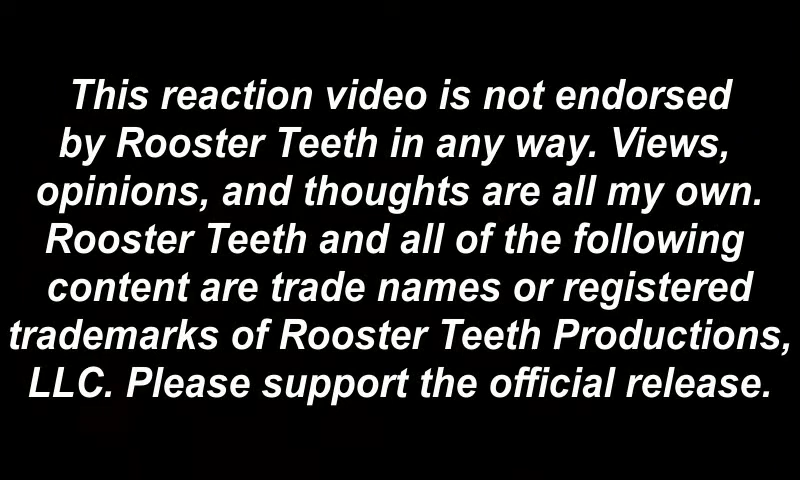 This reaction video is not endorsed
by Rooster Teeth in any way. Views,
opinions, and thoughts are all my own.
Rooster Teeth and all of the following
content are trade names or registered
trademarks of Rooster Teeth Productions,
LLC. Please support the official release.